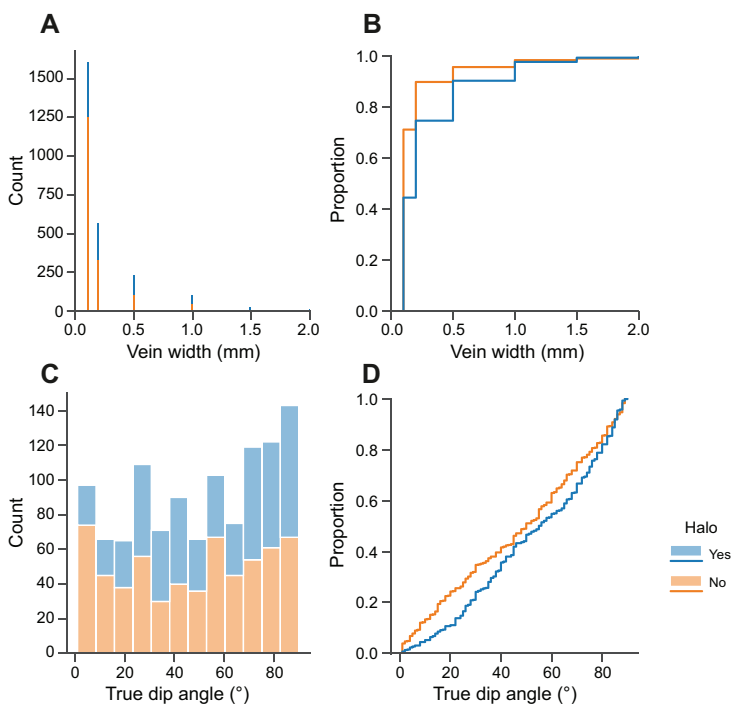 A
B
1500
1250
1000
750
500
250
0
Count
0.0 0.5 1.0 1.5 2.0
Vein width (mm)
1.0
0.8
0.6
0.4
0.2
0.0
Proportion
0.0 0.5 1.0 1.5 2.0
Vein width (mm)
C
D
140
120
100
80
60
40
20
0
Count
0 20 40 60 80
True dip angle (°)
1.0
0.8
0.6
0.4
0.2
0.0
Proportion
0 20 40 60 80
True dip angle (°)
Halo
Yes
No